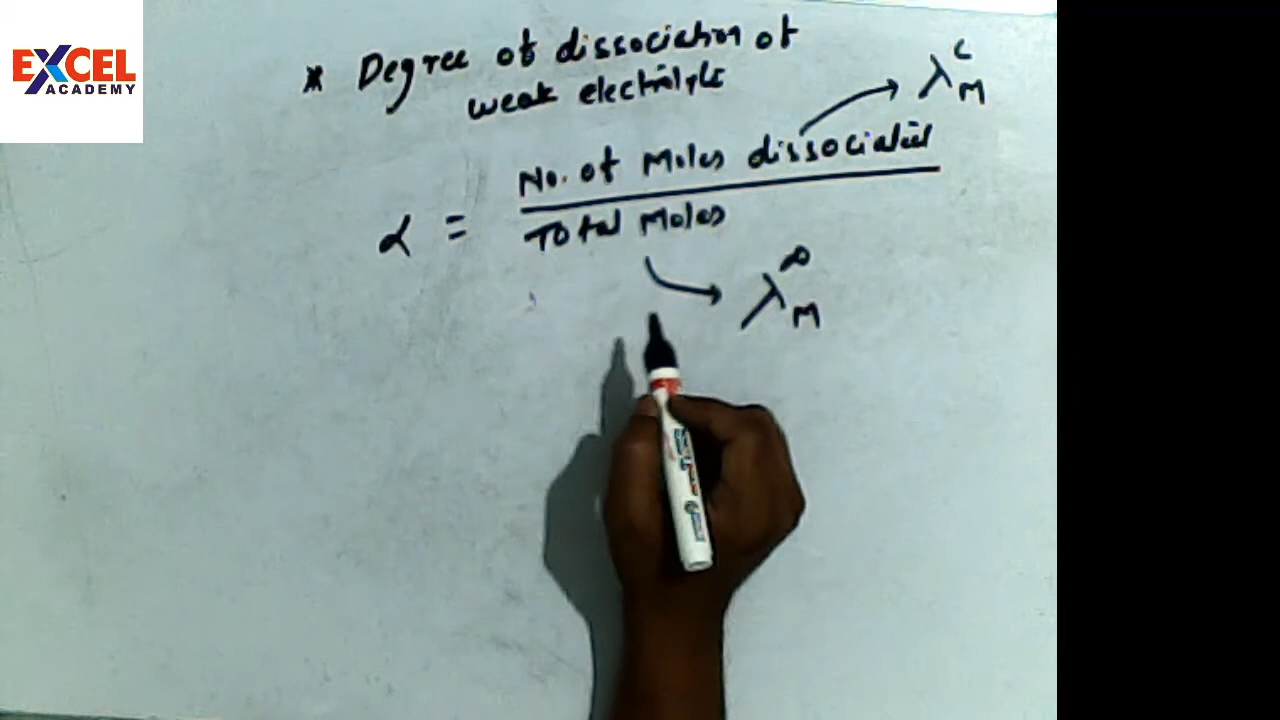 EXCEL
ACADEMY
* Degree of dissociation of
weak electrolyte
λ^c_M
α = No. of Moles dissociated
Total Moles
λ^∞_M